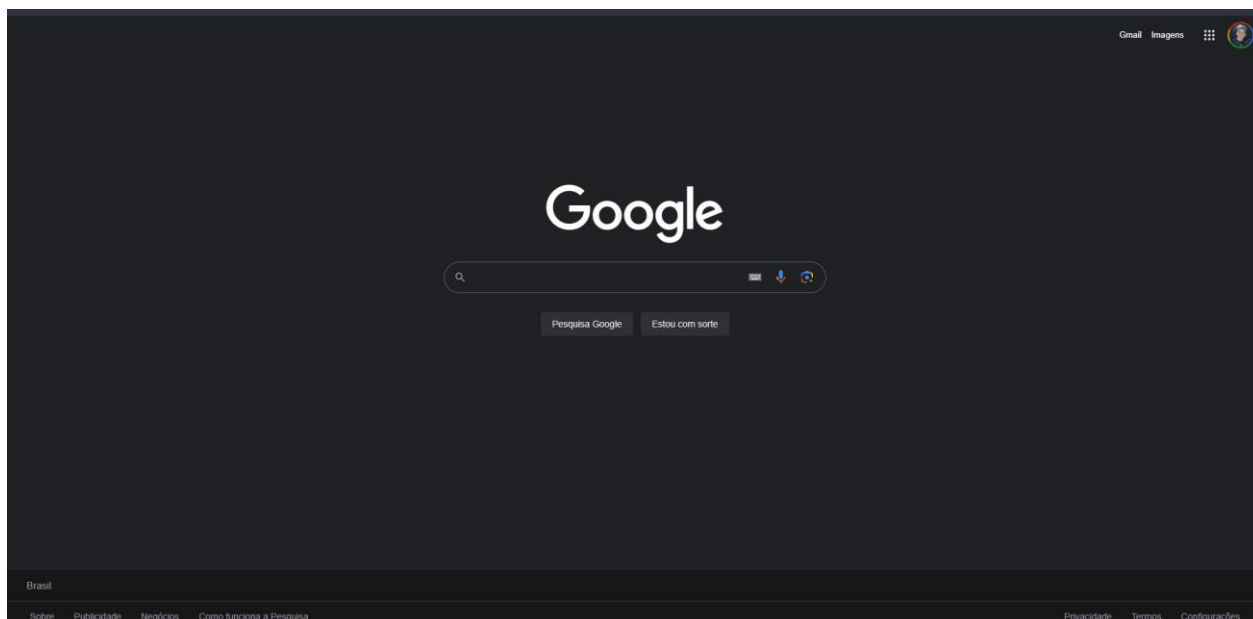 Gmail Imagens
Google
Pesquisa Google Estou com sorte
Brasil
Sobre Publicidade Negócios Como funciona a Pesquisa Privacidade Termos Configurações